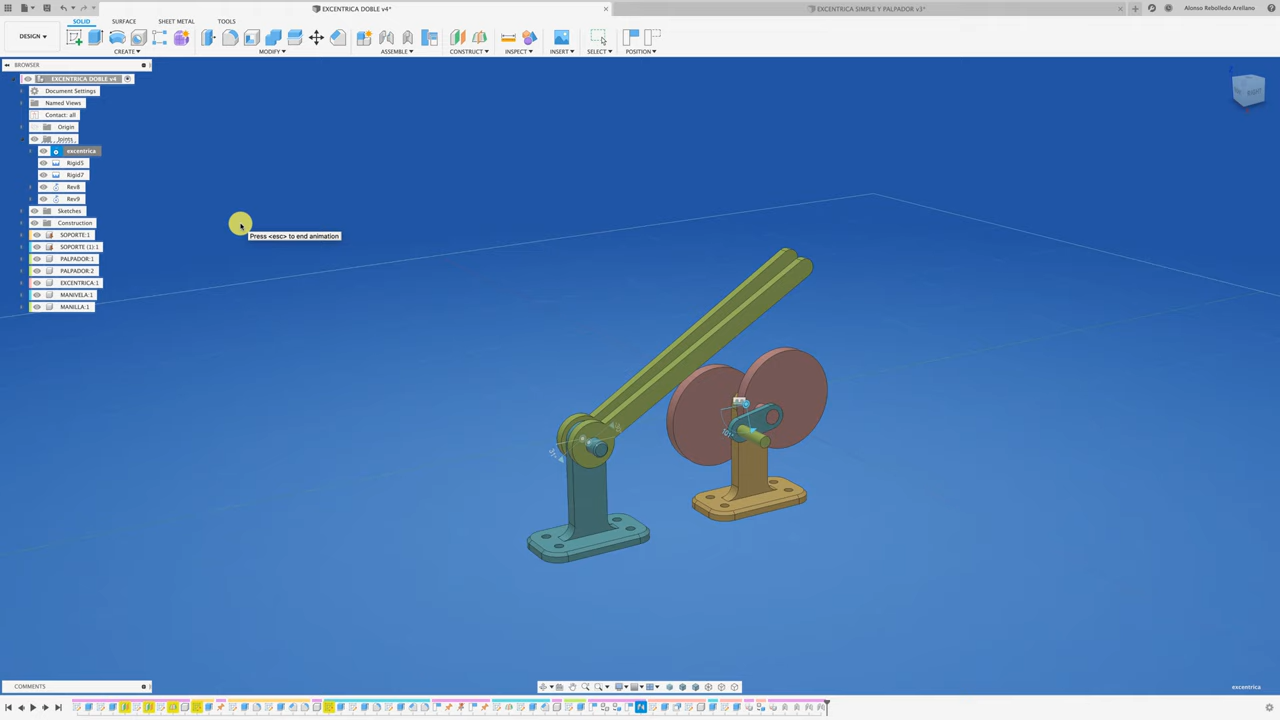 EXCENTRICA DOBLE v4*
EXCENTRICA SIMPLE Y PALPADOR v3*
Alonso Rebolledo Arellano
SOLID
SURFACE
SHEET METAL
TOOLS
DESIGN
CREATE
MODIFY
ASSEMBLE
CONSTRUCT
INSPECT
INSERT
SELECT
POSITION
BROWSER
EXCENTRICA DOBLE v4
Document Settings
Named Views
Contact: all
Origin
Joints
excentrica
Rigid5
Rigid7
Rev8
Rev9
Sketches
Construction
SOPORTE:1
SOPORTE (1):1
PALPADOR:1
PALPADOR:2
EXCENTRICA:1
MANIVELA:1
MANILLA:1
Press <esc> to end animation
RIGHT
COMMENTS
excentrica